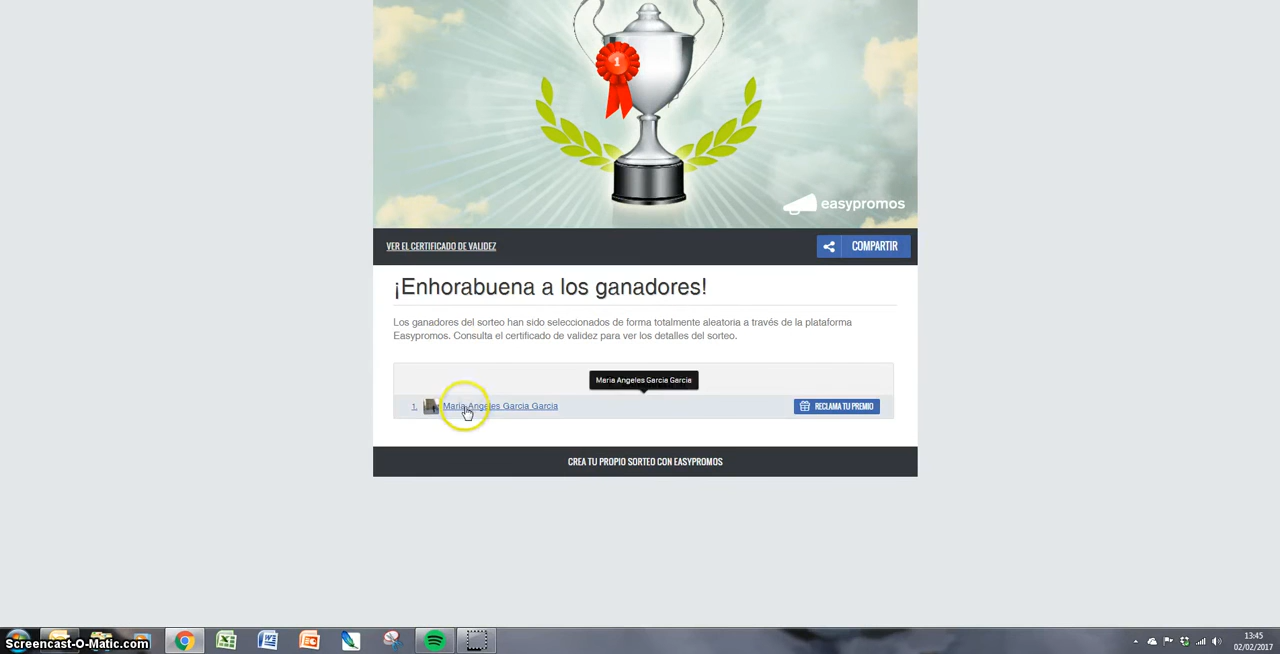 1
easypromos
VER EL CERTIFICADO DE VALIDEZ
COMPARTIR
¡Enhorabuena a los ganadores!
Los ganadores del sorteo han sido seleccionados de forma totalmente aleatoria a través de la plataforma
Easypromos. Consulta el certificado de validez para ver los detalles del sorteo.
Maria Angeles Garcia Garcia
1. Maria Angeles Garcia Garcia
RECLAMA TU PREMIO
CREA TU PROPIO SORTEO CON EASYPROMOS
Screencast-O-Matic.com
13:45
02/02/2017